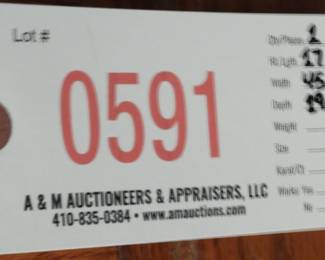 Lot #
0591
A & M AUCTIONEERS & APPRAISERS, LLC
410-835-0384 • www.amauctions.com
Qty/Pieces 1
Ht./Lgth 17
Width 45
Depth 19
Weight
Size
Karat/Ct
Works Yes
No